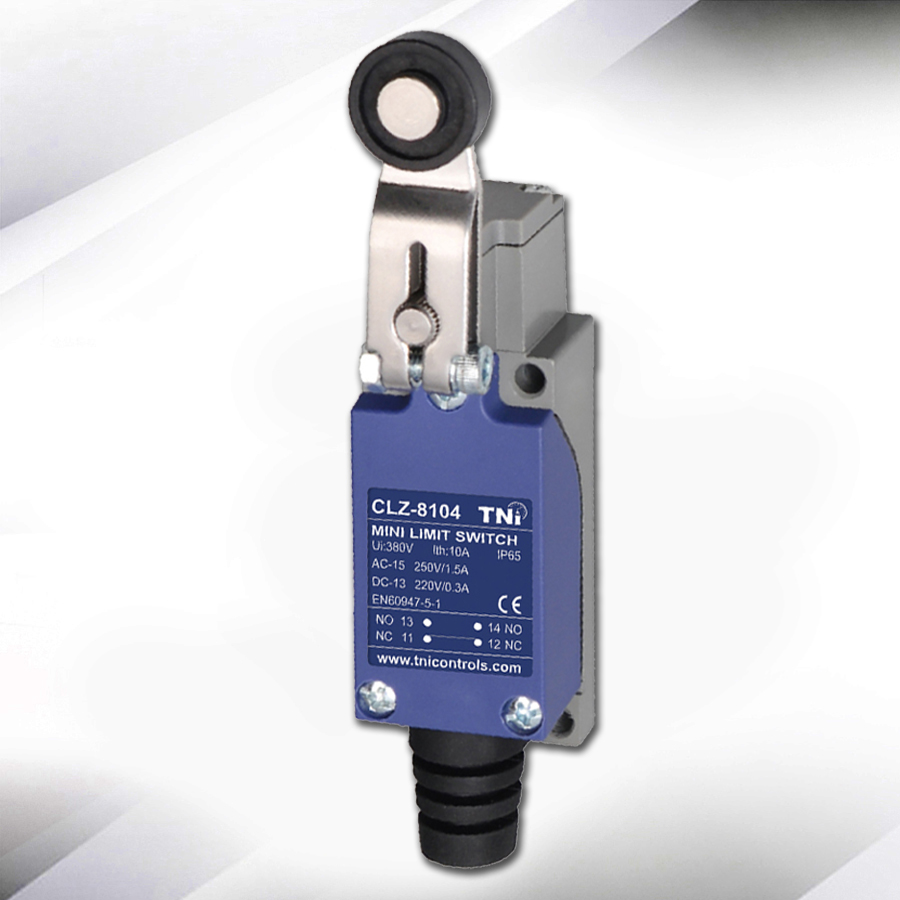 CLZ-8104 TNi
MINI LIMIT SWITCH
Ui:380V Ith:10A IP65
AC-15 250V/1.5A
DC-13 220V/0.3A
EN60947-5-1 CE
NO 13 14 NO
NC 11 12 NC
www.tnicontrols.com